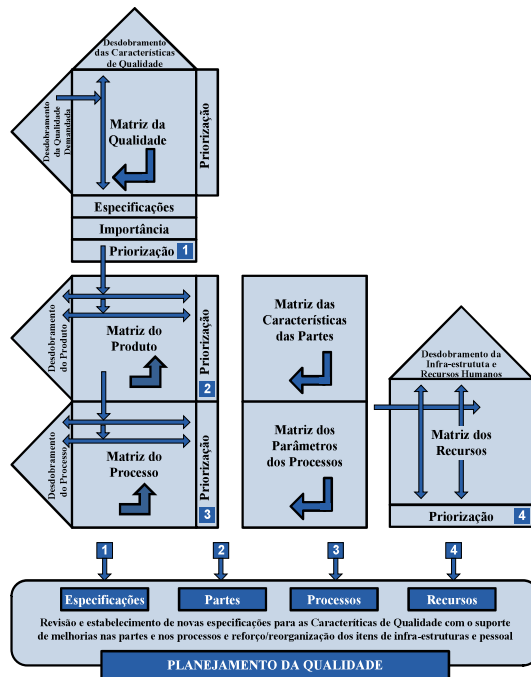 Desdobramento
das Características
de Qualidade
Desdobramento
da Qualidade
Demandada
Matriz da
Qualidade
Priorização
Especificações
Importância
Priorização
1
Desdobramento
do Produto
Matriz do
Produto
Priorização
2
Matriz das
Características
das Partes
Desdobramento da
Infra-estrututa e
Recursos Humanos
Desdobramento
do Processo
Matriz do
Processo
Priorização
3
Matriz dos
Parâmetros
dos Processos
Matriz dos
Recursos
Priorização
4
1
2
3
4
Especificações
Partes
Processos
Recursos
Revisão e estabelecimento de novas especificações para as Caracteríticas de Qualidade com o suporte
de melhorias nas partes e nos processos e reforço/reorganização dos itens de infra-estruturas e pessoal
PLANEJAMENTO DA QUALIDADE